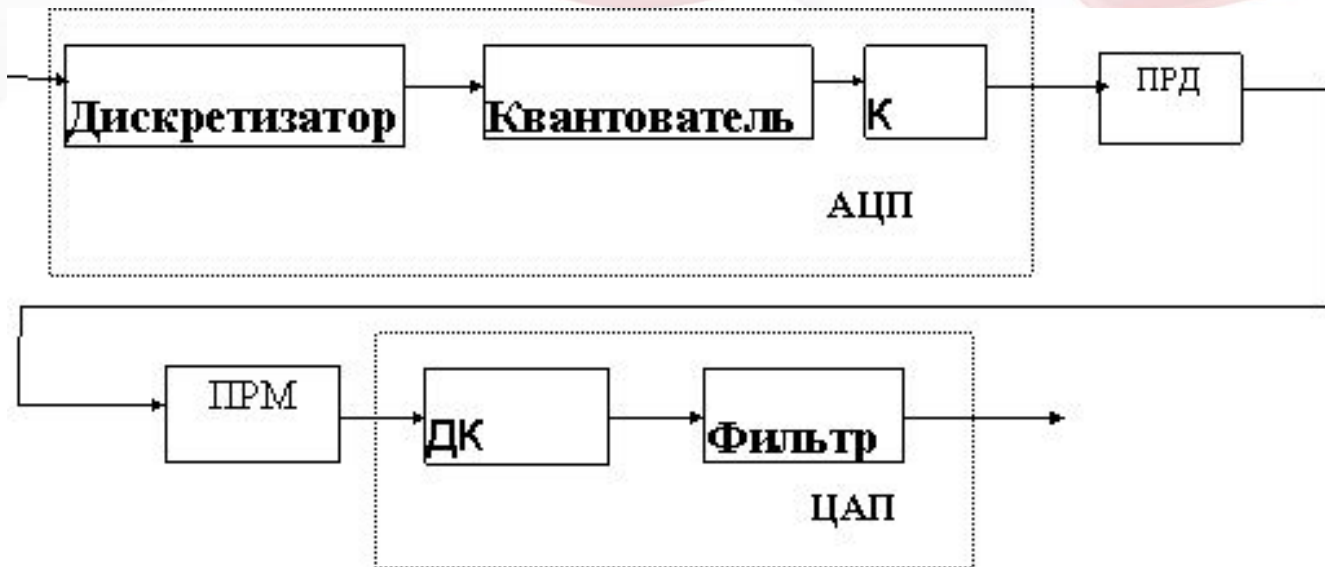 Дискретизатор
Квантователь
К
ПРД
АЦП
ПРМ
ДК
Фильтр
ЦАП